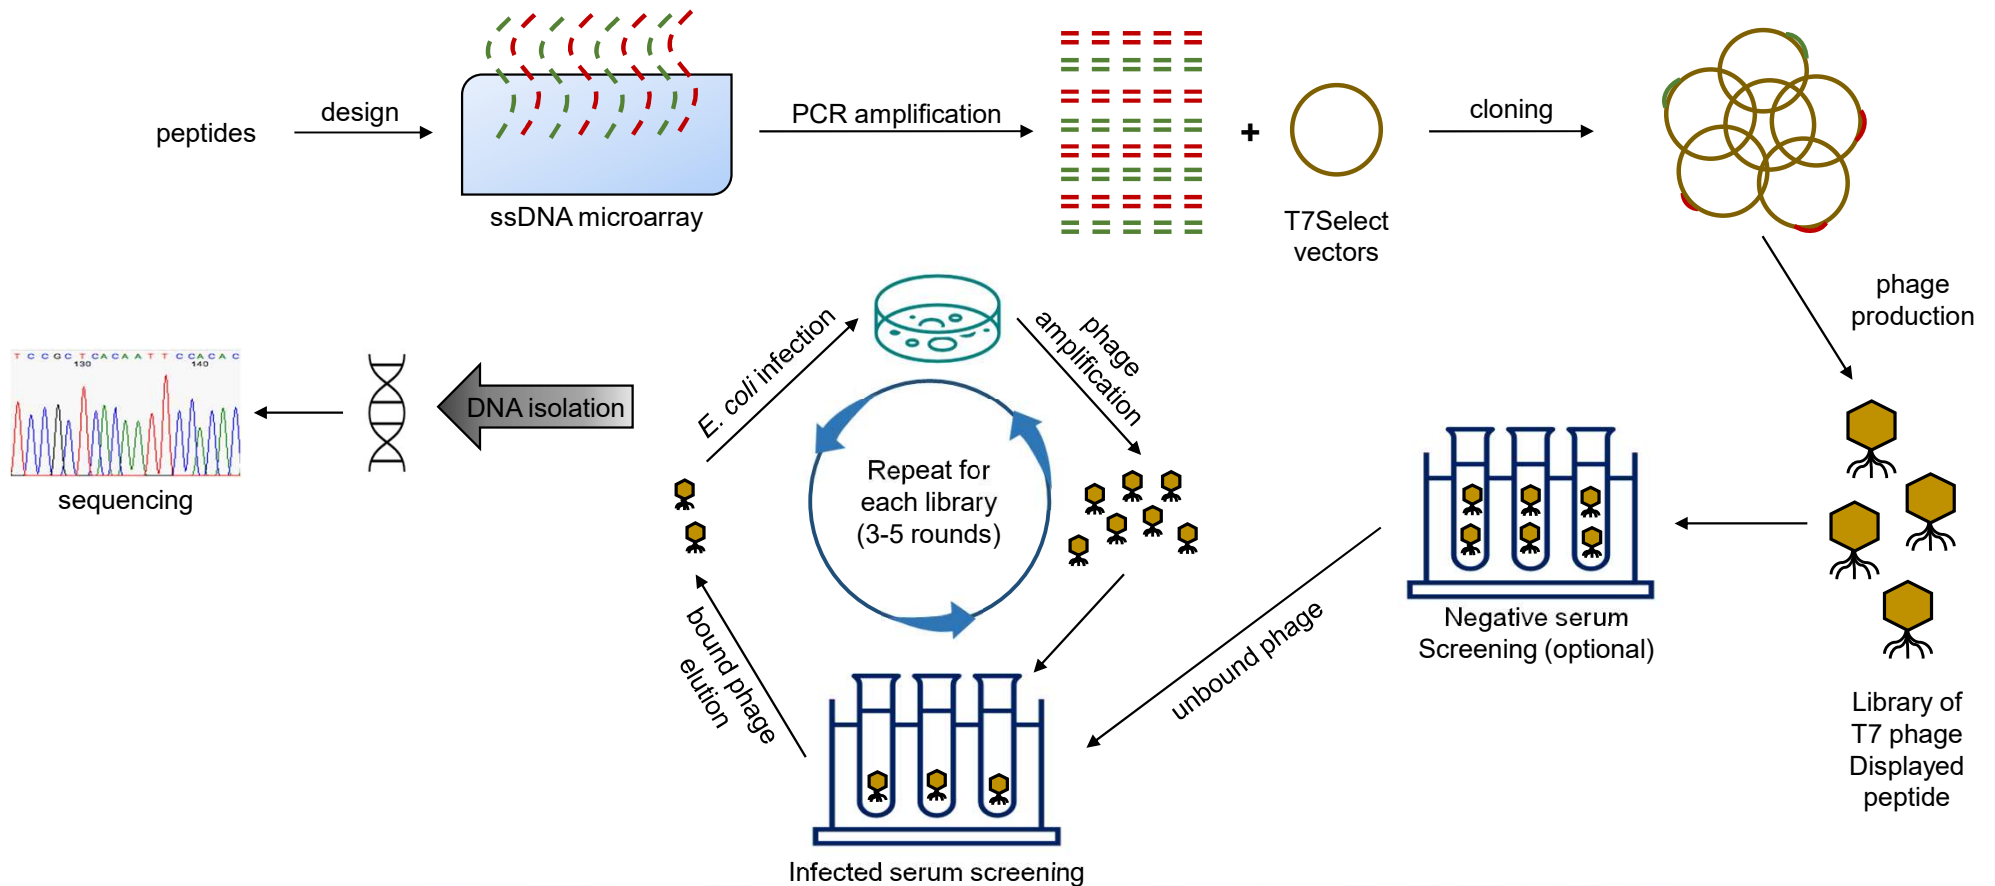 peptides
design
ssDNA microarray
PCR amplification
+
T7Select
vectors
cloning
phage
production
Library of
T7 phage
Displayed
peptide
Negative serum
Screening (optional)
unbound phage
Infected serum screening
bound phage
elution
E. coli infection
phage
amplification
Repeat for
each library
(3-5 rounds)
DNA isolation
T C C G C T C A C A A T T C C A C A C
130 140
sequencing